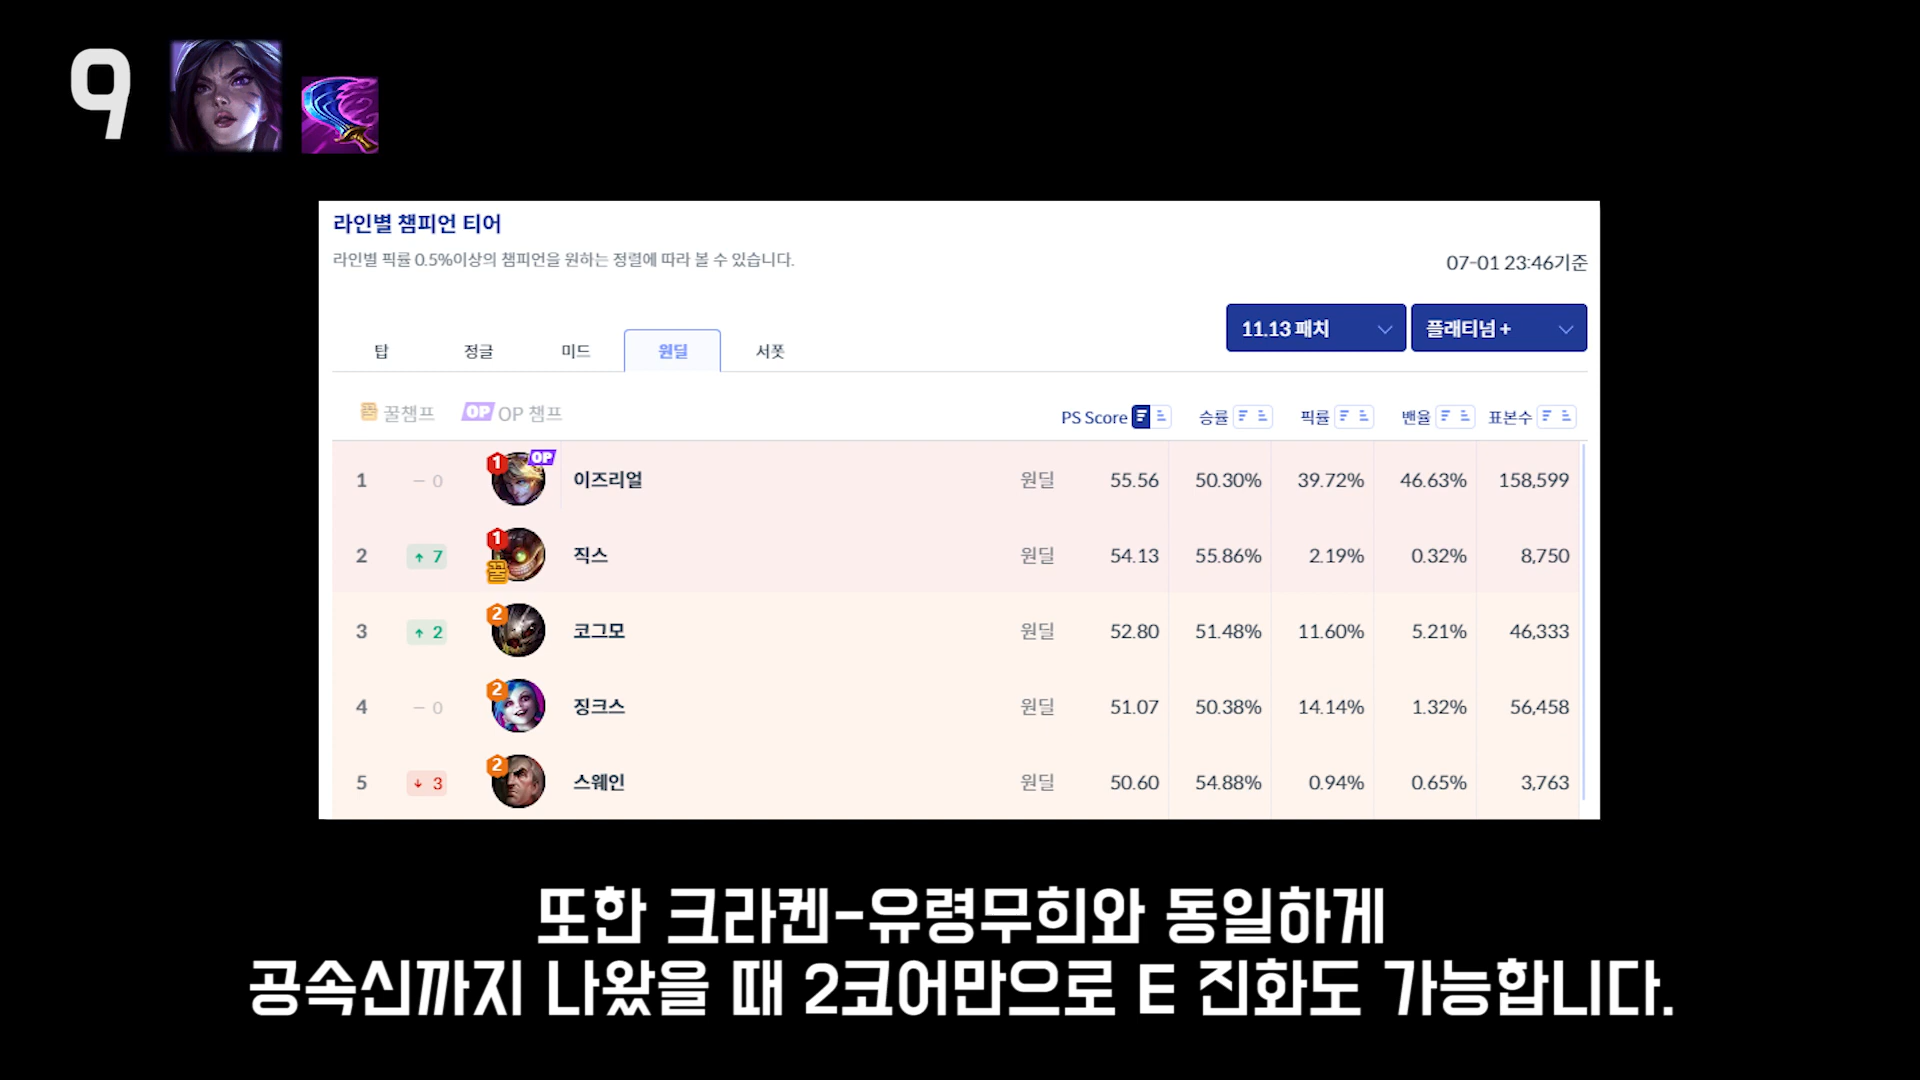 9
라인별 챔피언 티어
라인별 픽률 0.5%이상의 챔피언을 원하는 정렬에 따라 볼 수 있습니다.
07-01 23:46기준
11.13 패치 플래티넘 +
탑 정글 미드 원딜 서폿
꿀 꿀챔프 OP OP 챔프 PS Score 승률 픽률 밴율 표본수
1 – 0 1 OP 이즈리얼 원딜 55.56 50.30% 39.72% 46.63% 158,599
2 ↑ 7 1 꿀 직스 원딜 54.13 55.86% 2.19% 0.32% 8,750
3 ↑ 2 2 코그모 원딜 52.80 51.48% 11.60% 5.21% 46,333
4 – 0 2 징크스 원딜 51.07 50.38% 14.14% 1.32% 56,458
5 ↓ 3 2 스웨인 원딜 50.60 54.88% 0.94% 0.65% 3,763
또한 크라켄-유령무희와 동일하게
공속신까지 나왔을 때 2코어만으로 E 진화도 가능합니다.